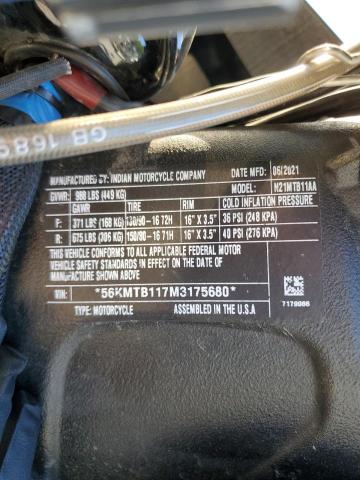 GB 1689
MFD BY: INDIAN MOTORCYCLE COMPANY DATE MFD: 06/2021
GVWR: 988 LBS (449 KG) MODEL: N21MTB11AA
TIRE RIM COLD INFLATION PRESSURE
F: 371 LBS (168 KG) 130/90-16 72H 16" X 3.5" 36 PSI (248 KPA)
R: 675 LBS (306 KG) 150/80-16 71H 16" X 3.5" 40 PSI (276 KPA)
THIS VEHICLE CONFORMS TO ALL APPLICABLE FEDERAL MOTOR
VEHICLE SAFETY STANDARDS IN EFFECT ON THE DATE OF
MANUFACTURE SHOWN ABOVE
VIN: *56KMTB117M3175680*
TYPE: MOTORCYCLE ASSEMBLED IN THE U.S.A
7179966